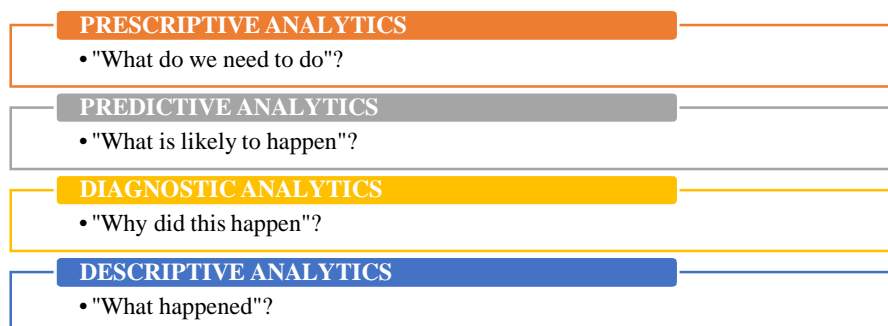 PRESCRIPTIVE ANALYTICS
• "What do we need to do"?
PREDICTIVE ANALYTICS
• "What is likely to happen"?
DIAGNOSTIC ANALYTICS
• "Why did this happen"?
DESCRIPTIVE ANALYTICS
• "What happened"?